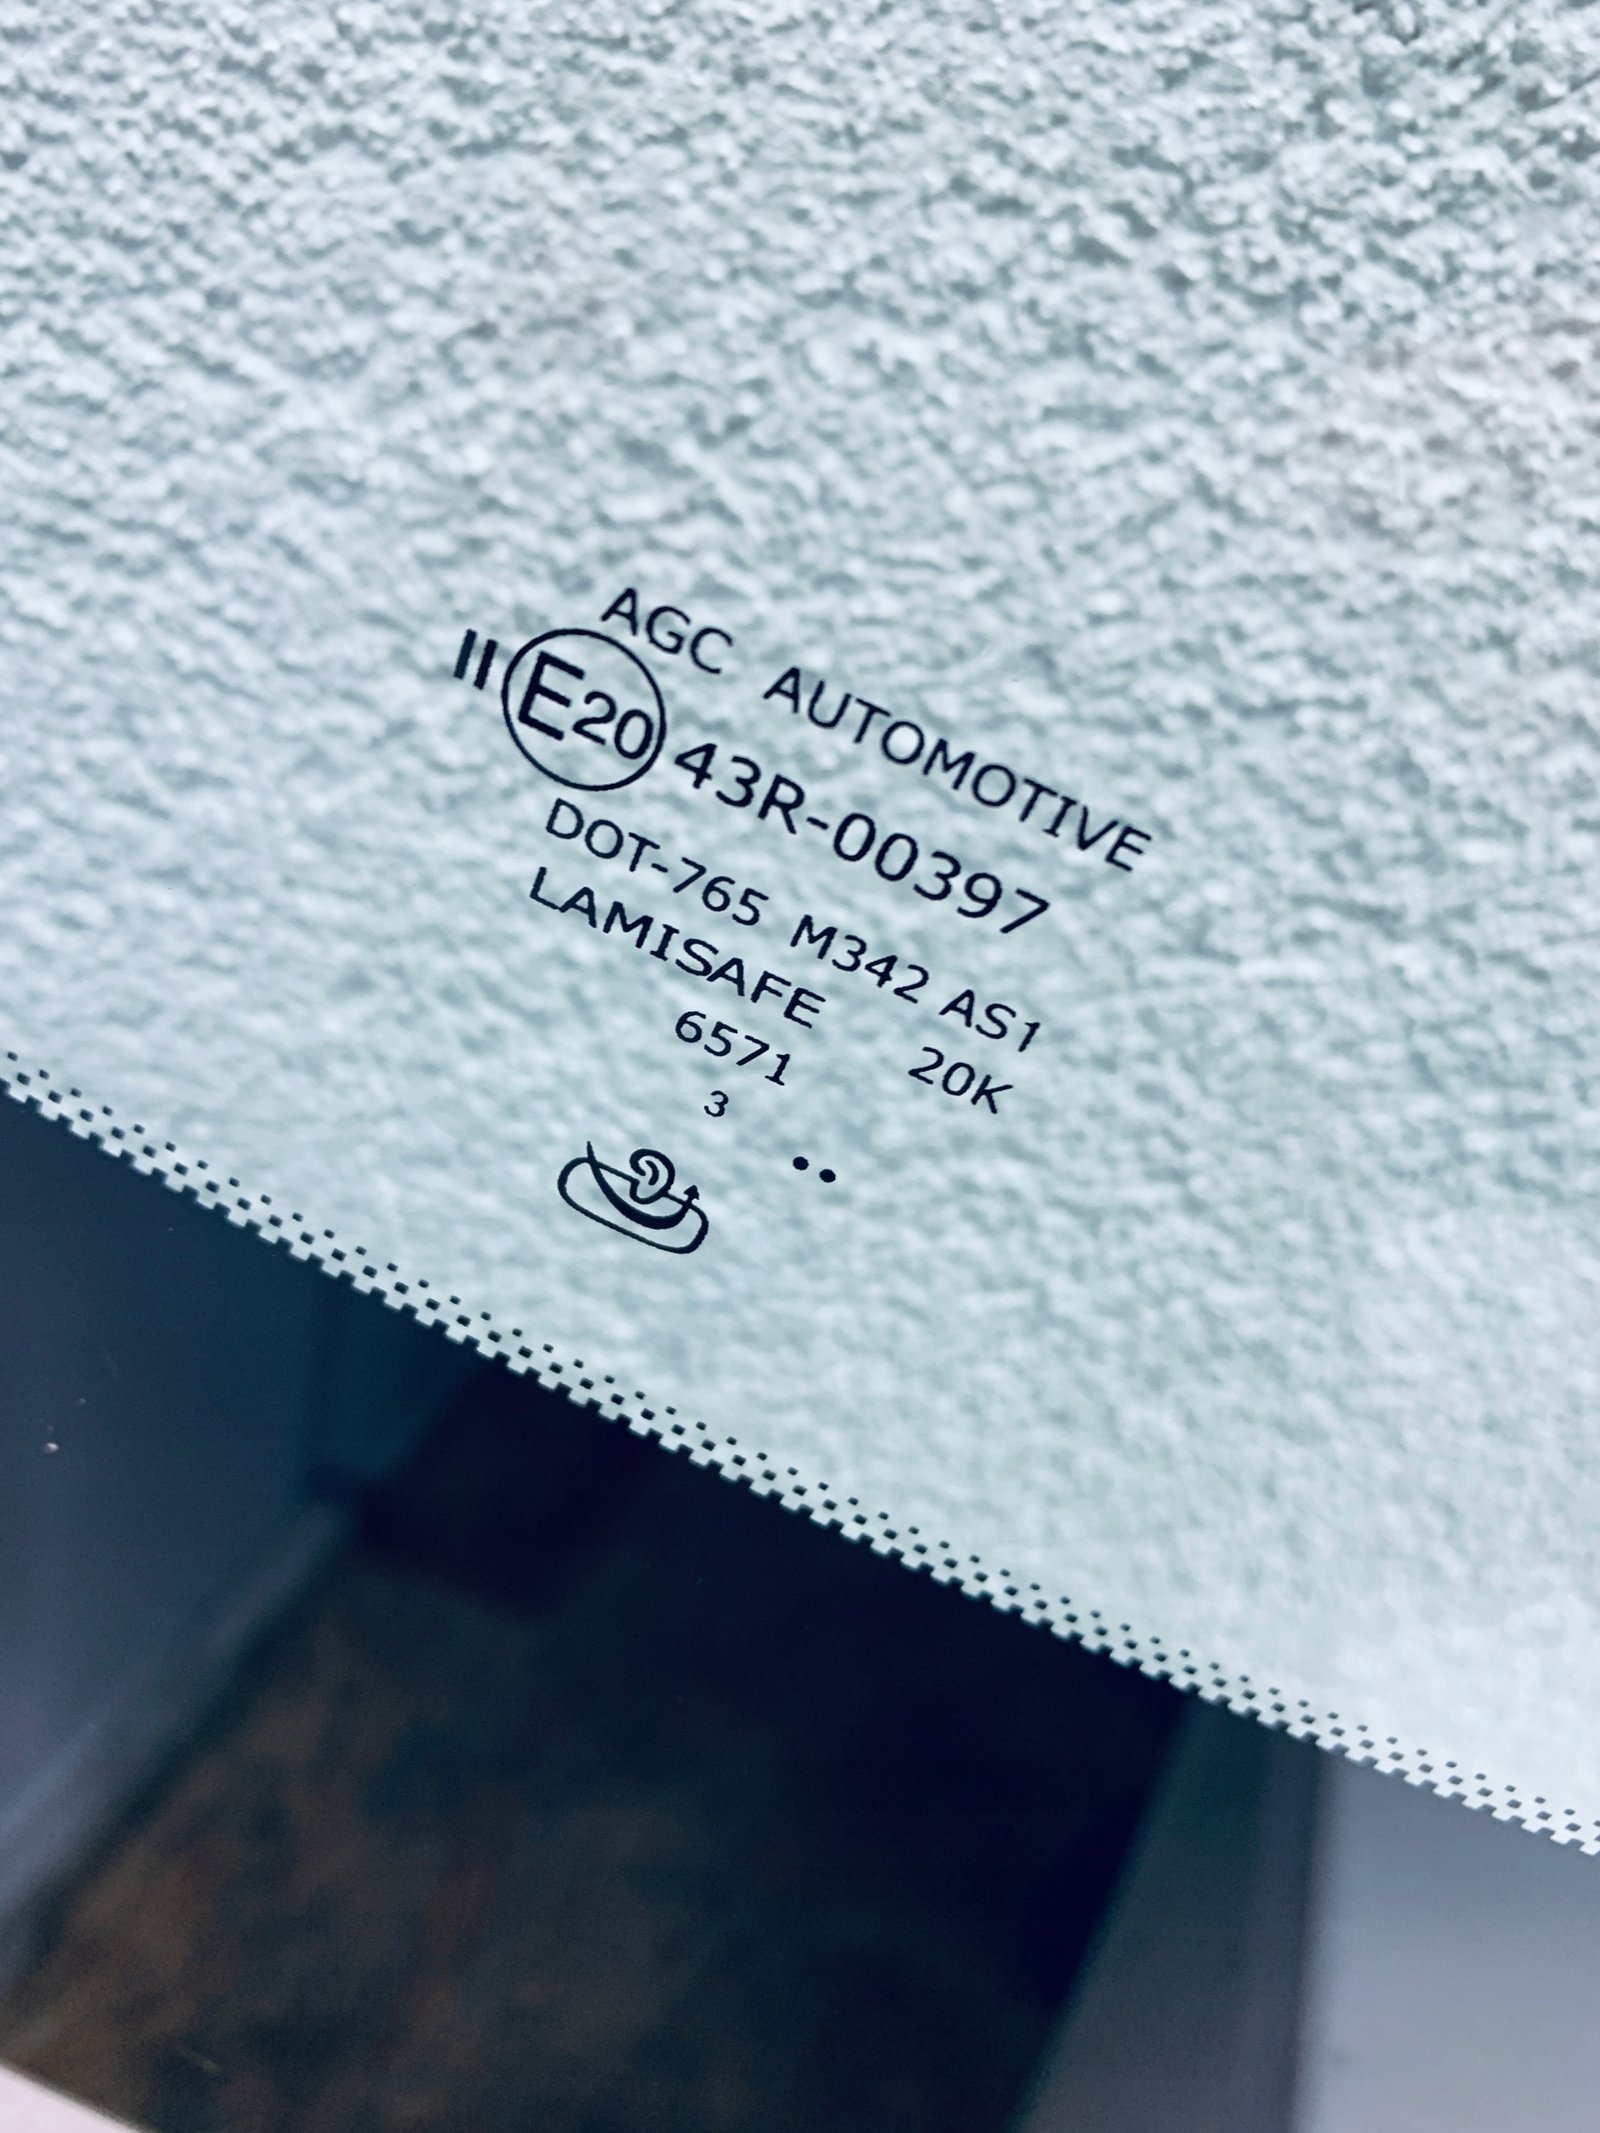 AGC AUTOMOTIVE
II E20 43R-00397
DOT-765 M342 AS1
LAMISAFE 20K
6571
3 ..